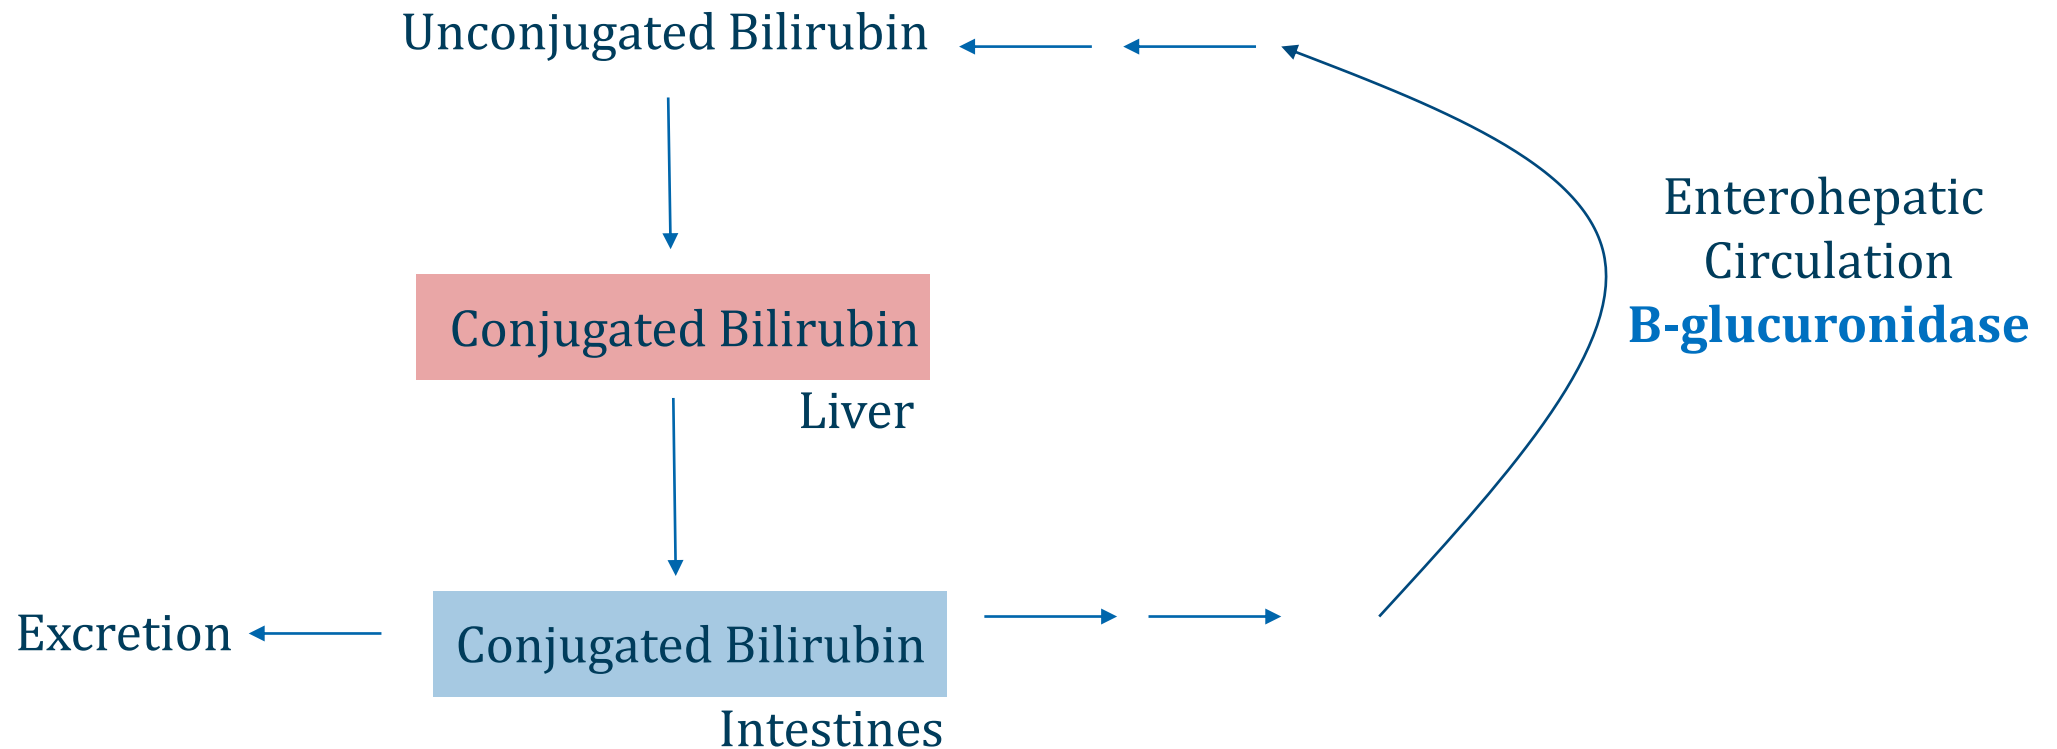 Unconjugated Bilirubin
Enterohepatic
Circulation
B-glucuronidase
Conjugated Bilirubin
Liver
Excretion
Conjugated Bilirubin
Intestines